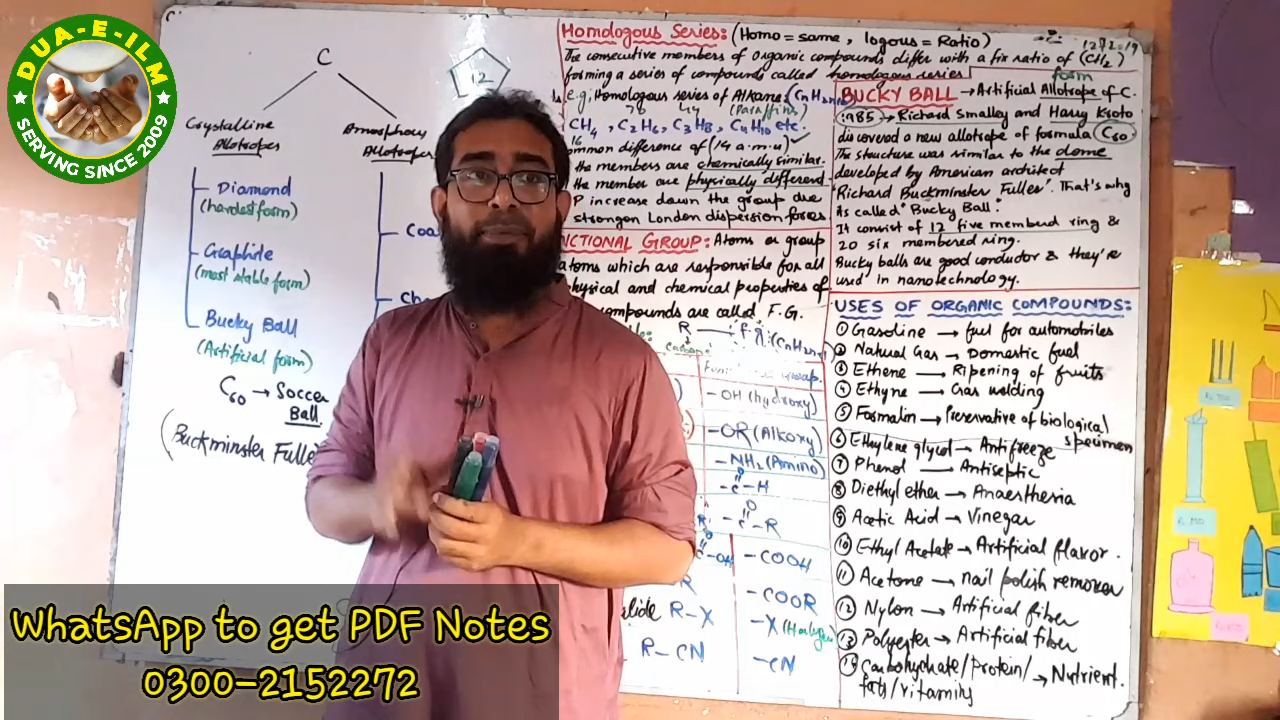 DUA-E-ILM
SERVING SINCE 2009
C
Crystalline
Allotropes
Diamond
(hardest form)
Graphite
(most stable form)
Bucky Ball
(Artificial form)
C60 → Soccer
Ball
(Buckminster Fulle
Amorphous
Allotropes
Coa
Cha
12
Homologous Series: (Homo = same, logous = Ratio)
The consecutive members of organic compounds differ with a fix ratio of (CH2)
forming a series of compounds called homologous series
e.g; Homologous series of Alkane
(Paraffins)
CH4, C2H6, C3H8, C4H10 etc.
16
ommon difference of (14 a.m.u)
the members are chemically similar.
the member are physically different
P increase down the group due
strongon London dispersion forces
NCTIONAL GROUP: Atoms or group
atoms which are responsible for all
hysical and chemical properties of
compounds are called F.G.
-OH (hydroxy)
-OR (Alkoxy)
-NH2 (Amino)
O
-C-H
O
-C-R
-COOH
-COOR
R-X
-X (Halogen
R-CN
-CN
form
BUCKY BALL → Artificial Allotrope of C.
1985 → Richard Smalley and Harry Kroto
discovered a new allotrope of formula C60
The structure was similar to the dome
developed by American architect
"Richard Buckminster Fuller". That's why
its called "Bucky Ball."
It consist of 12 five membered ring &
20 six membered ring.
Bucky balls are good conductor & they're
used in nanotechnology.
USES OF ORGANIC COMPOUNDS:
① Gasoline → fuel for automobiles
② Natural Gas → Domestic fuel
③ Ethene → Ripening of fruits
④ Ethyne → Gas welding
⑤ Formalin → Preservative of biological
specimen
⑥ Ethylene glycol → Antifreeze
⑦ Phenol → Antiseptic
⑧ Diethyl ether → Anaesthesia
⑨ Acetic Acid → Vinegar
⑩ Ethyl Acetate → Artificial flavor.
⑪ Acetone → nail polish remover
⑫ Nylon → Artificial fiber
⑬ Polyester → Artificial fiber
⑭ Carbohydrate/protein/ → Nutrient.
fats/vitamins
WhatsApp to get PDF Notes
0300-2152272